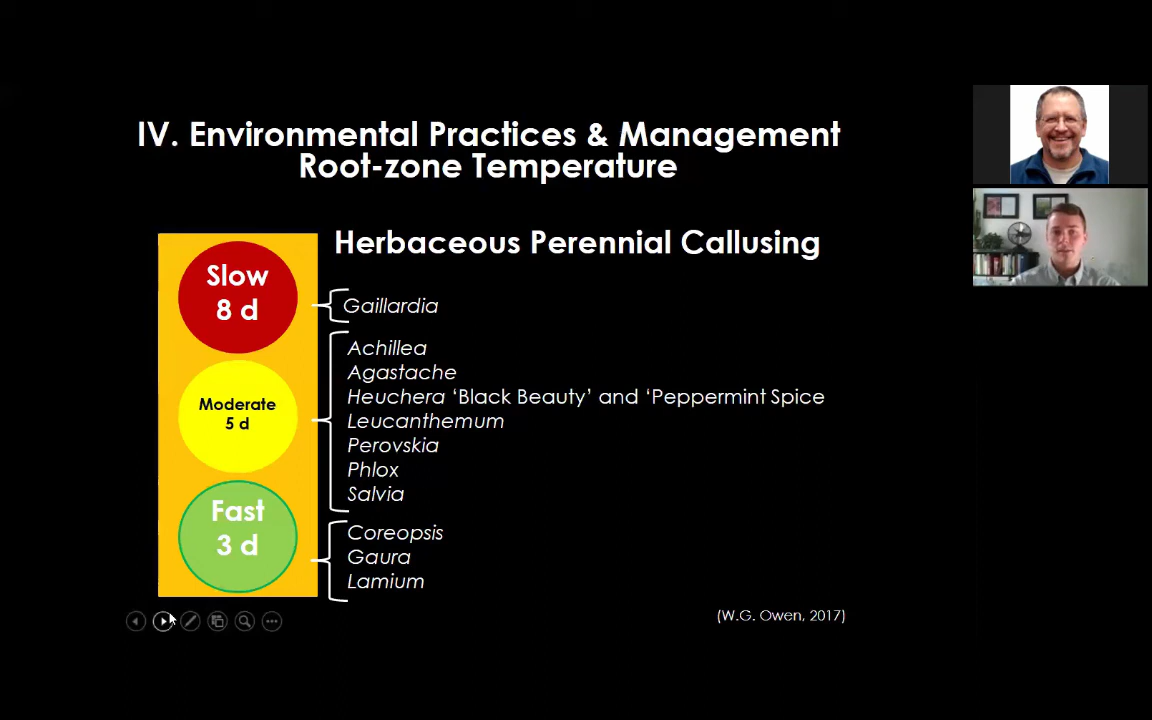 IV. Environmental Practices & Management
Root-zone Temperature
Herbaceous Perennial Callusing
Slow
8 d
Gaillardia
Moderate
5 d
Achillea
Agastache
Heuchera ‘Black Beauty’ and ‘Peppermint Spice
Leucanthemum
Perovskia
Phlox
Salvia
Fast
3 d
Coreopsis
Gaura
Lamium
(W.G. Owen, 2017)